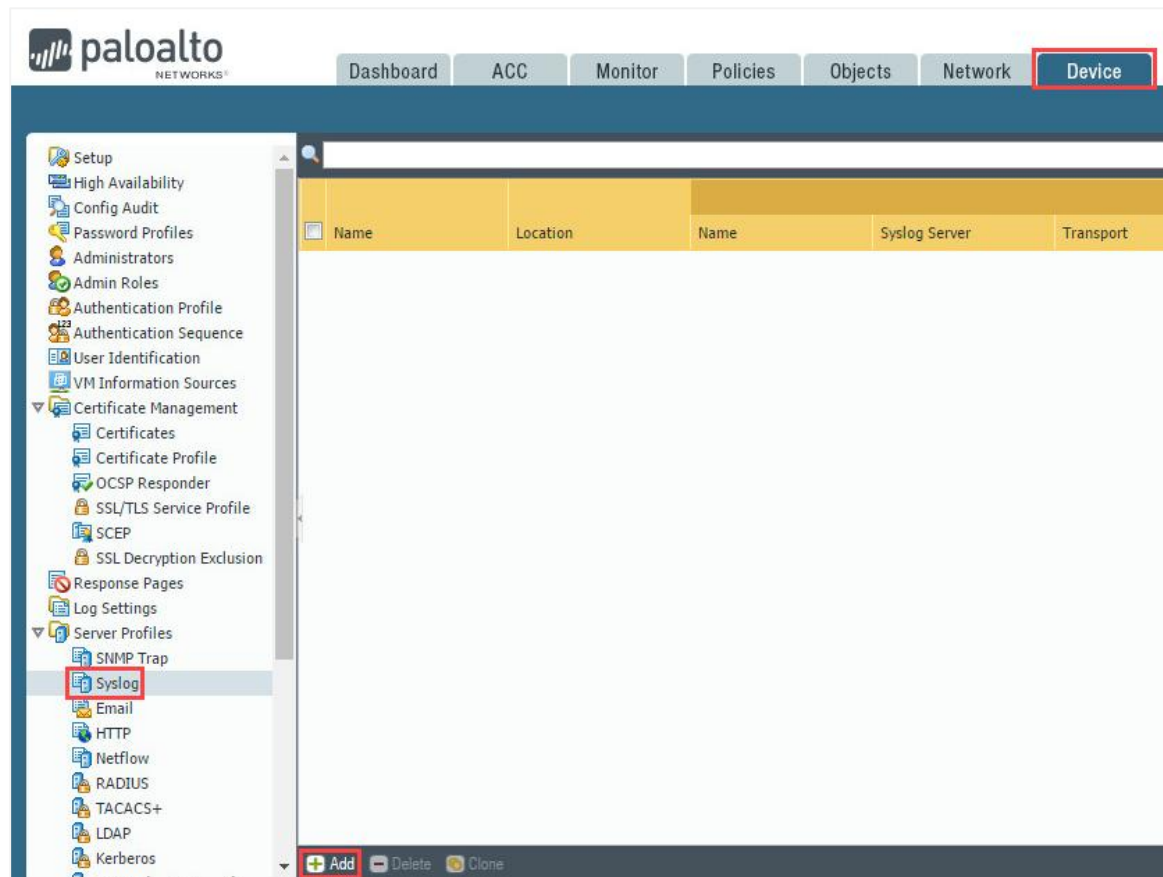 paloalto
NETWORKS®
Dashboard ACC Monitor Policies Objects Network Device
Setup
High Availability
Config Audit
Password Profiles
Administrators
Admin Roles
Authentication Profile
123
Authentication Sequence
User Identification
VM Information Sources
Certificate Management
Certificates
Certificate Profile
OCSP Responder
SSL/TLS Service Profile
SCEP
SSL Decryption Exclusion
Response Pages
Log Settings
Server Profiles
SNMP Trap
Syslog
Email
HTTP
Netflow
RADIUS
TACACS+
LDAP
Kerberos
Name Location Name Syslog Server Transport
Add Delete Clone